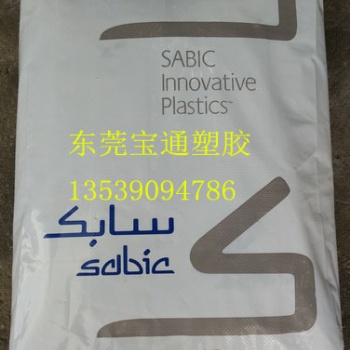 SABIC
Innovative
Plastics™
东莞宝通塑胶
13539094786
سابك
sabic